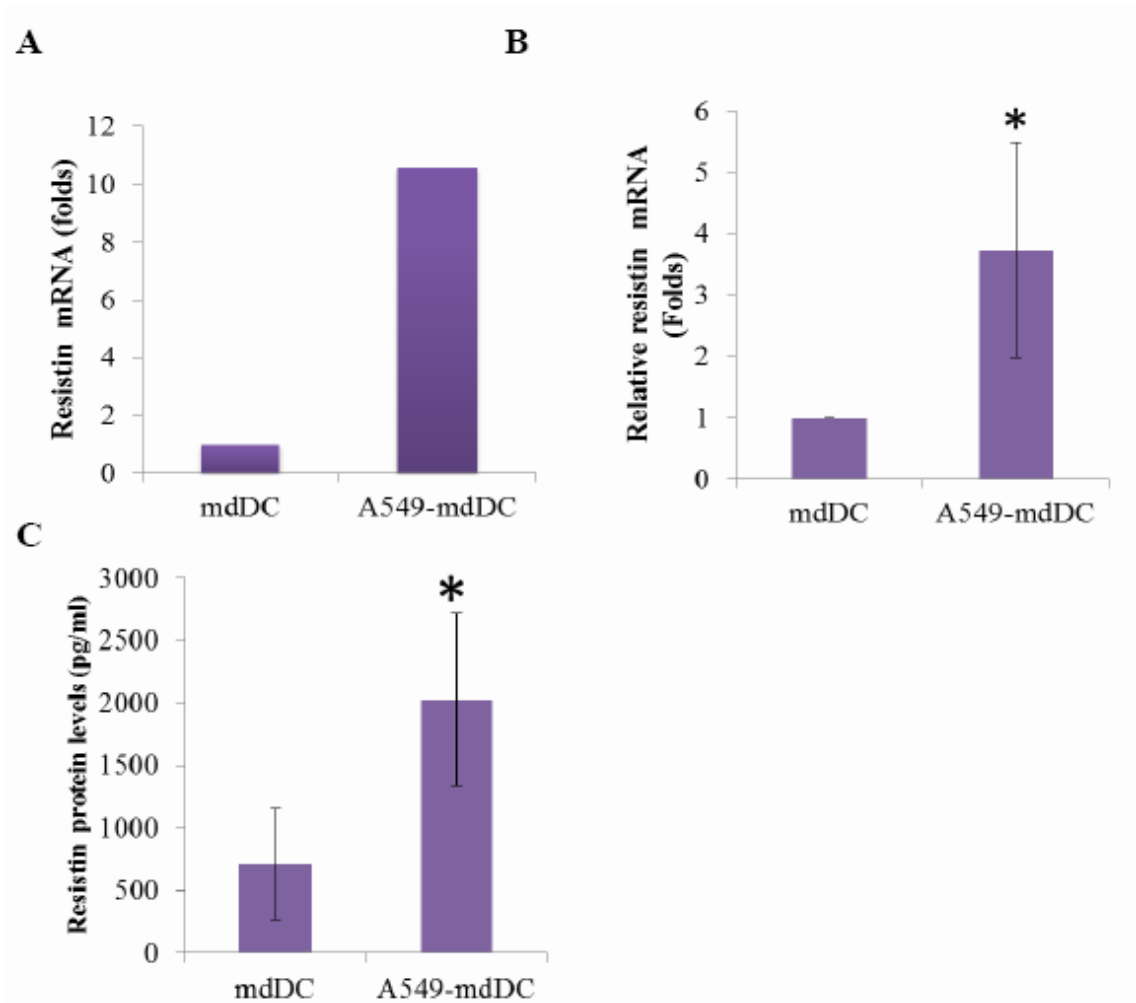 A
Resistin mRNA (folds)
12
10
8
6
4
2
0
mdDC A549-mdDC
B
Relative resistin mRNA
(Folds)
6
5
4
3
2
1
0
*
mdDC A549-mdDC
C
Resistin protein levels (pg/ml)
3000
2500
2000
1500
1000
500
0
*
mdDC A549-mdDC